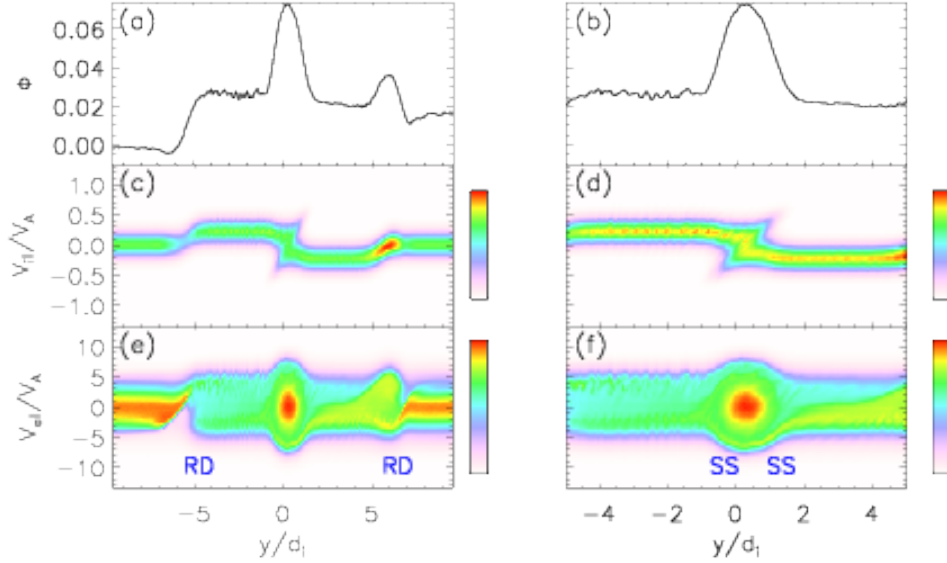 (a)
(b)
0.06
0.04
Φ
0.02
0.00
(c)
(d)
1.0
0.5
V_i||/V_A
0.0
−0.5
−1.0
(e)
(f)
10
5
V_e||/V_A
0
−5
−10
RD RD
SS SS
−5 0 5
−4 −2 0 2 4
y/d_i
y/d_i